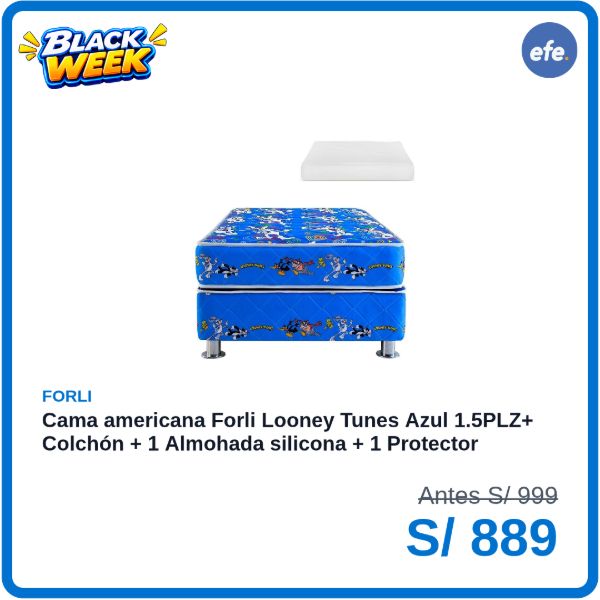 BLACK
WEEK
efe.
FORLI
Cama americana Forli Looney Tunes Azul 1.5PLZ+
Colchón + 1 Almohada silicona + 1 Protector
Antes S/ 999
S/ 889